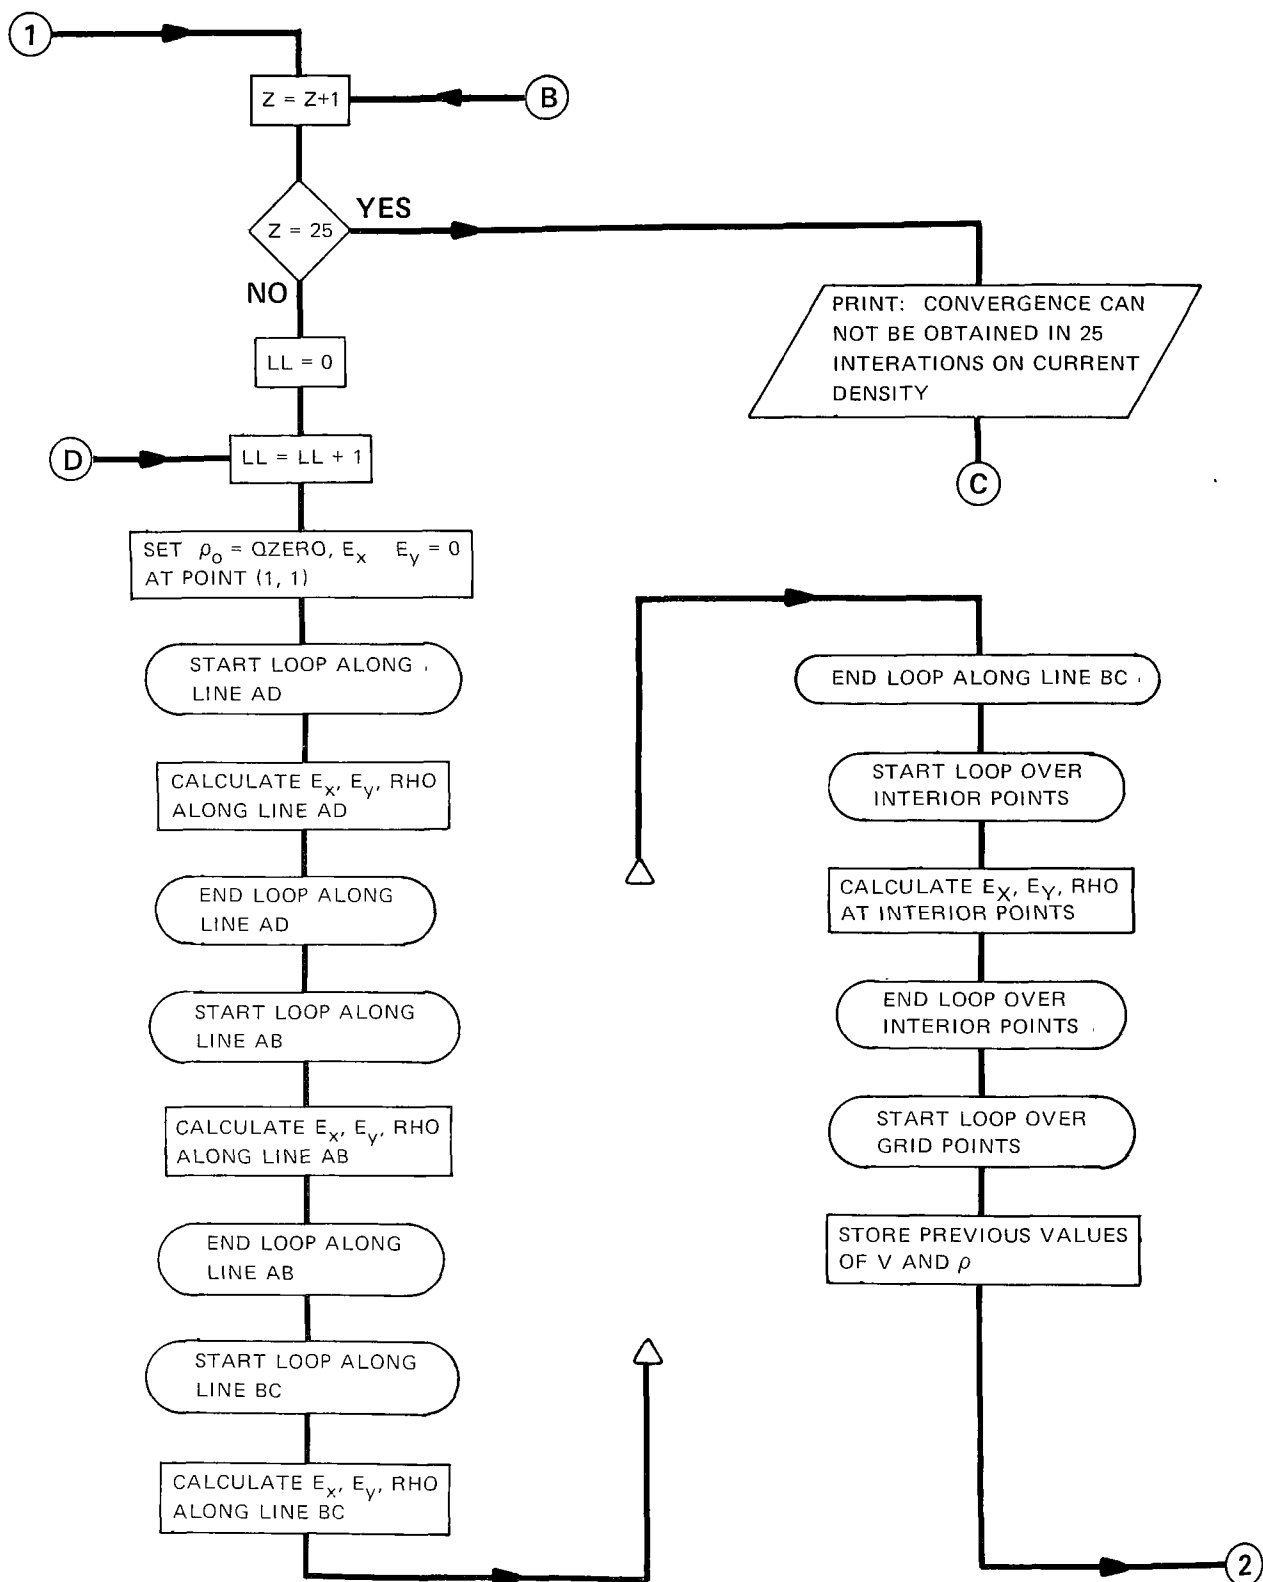 1
Z = Z+1
B
YES
Z = 25
NO
PRINT: CONVERGENCE CAN
NOT BE OBTAINED IN 25
INTERATIONS ON CURRENT
DENSITY
C
LL = 0
D
LL = LL + 1
SET ρo = QZERO, Ex Ey = 0
AT POINT (1, 1)
START LOOP ALONG
LINE AD
CALCULATE Ex, Ey, RHO
ALONG LINE AD
END LOOP ALONG
LINE AD
START LOOP ALONG
LINE AB
CALCULATE Ex, Ey, RHO
ALONG LINE AB
END LOOP ALONG
LINE AB
START LOOP ALONG
LINE BC
CALCULATE Ex, Ey, RHO
ALONG LINE BC
END LOOP ALONG LINE BC
START LOOP OVER
INTERIOR POINTS
CALCULATE EX, EY, RHO
AT INTERIOR POINTS
END LOOP OVER
INTERIOR POINTS
START LOOP OVER
GRID POINTS
STORE PREVIOUS VALUES
OF V AND ρ
2